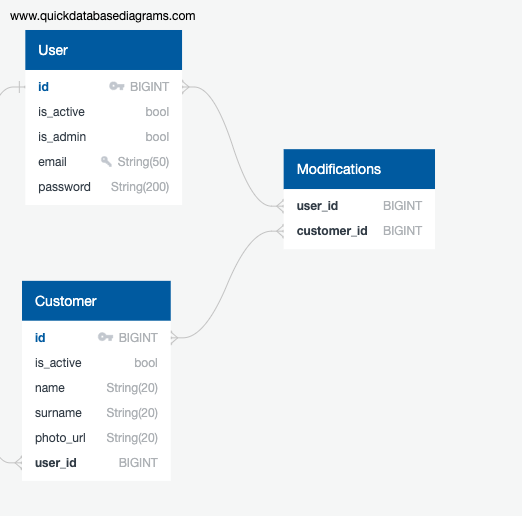 www.quickdatabasediagrams.com
User
id BIGINT
is_active bool
is_admin bool
email String(50)
password String(200)
Modifications
user_id BIGINT
customer_id BIGINT
Customer
id BIGINT
is_active bool
name String(20)
surname String(20)
photo_url String(20)
user_id BIGINT